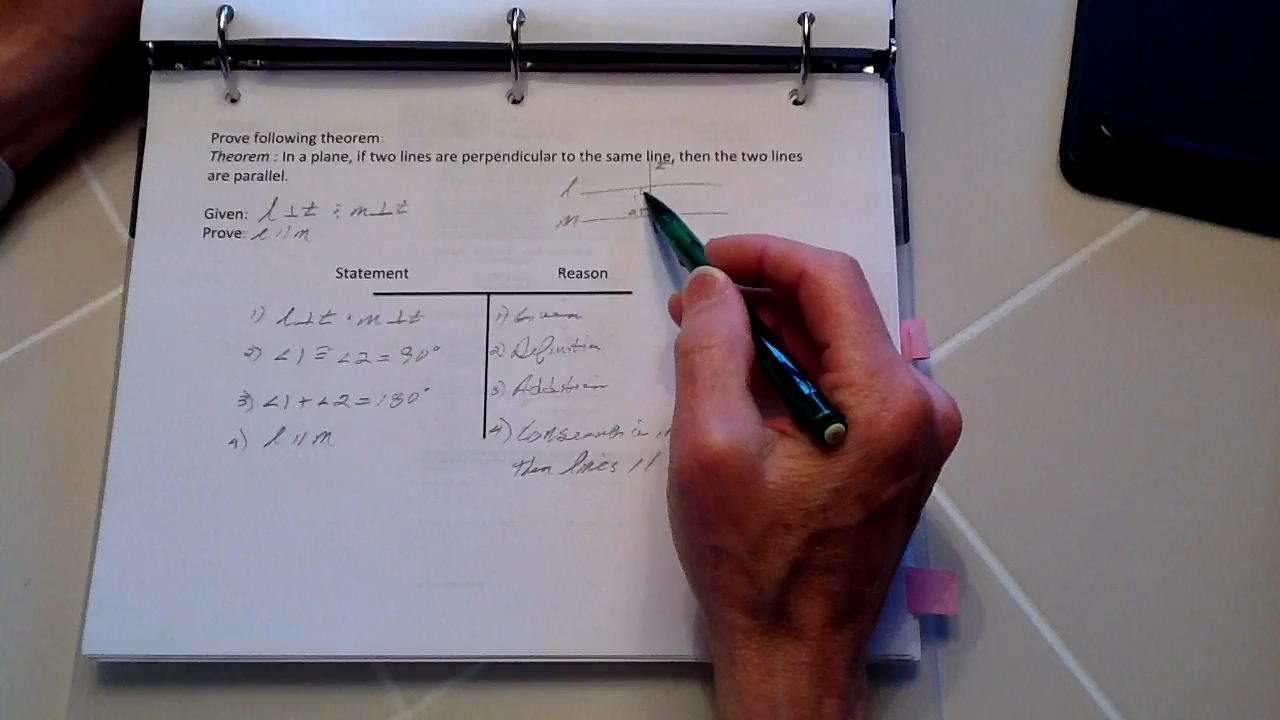 Prove following theorem:
Theorem : In a plane, if two lines are perpendicular to the same line, then the two lines
are parallel.
l
m
Given: l ⊥ t ; m ⊥ t
Prove: l // m
Statement Reason
1) l ⊥ t ; m ⊥ t 1) Given
2) ∠1 ≅ ∠2 = 90° 2) Definition
3) ∠1 + ∠2 = 180° 3) Addition
4) l // m 4)
then lines //